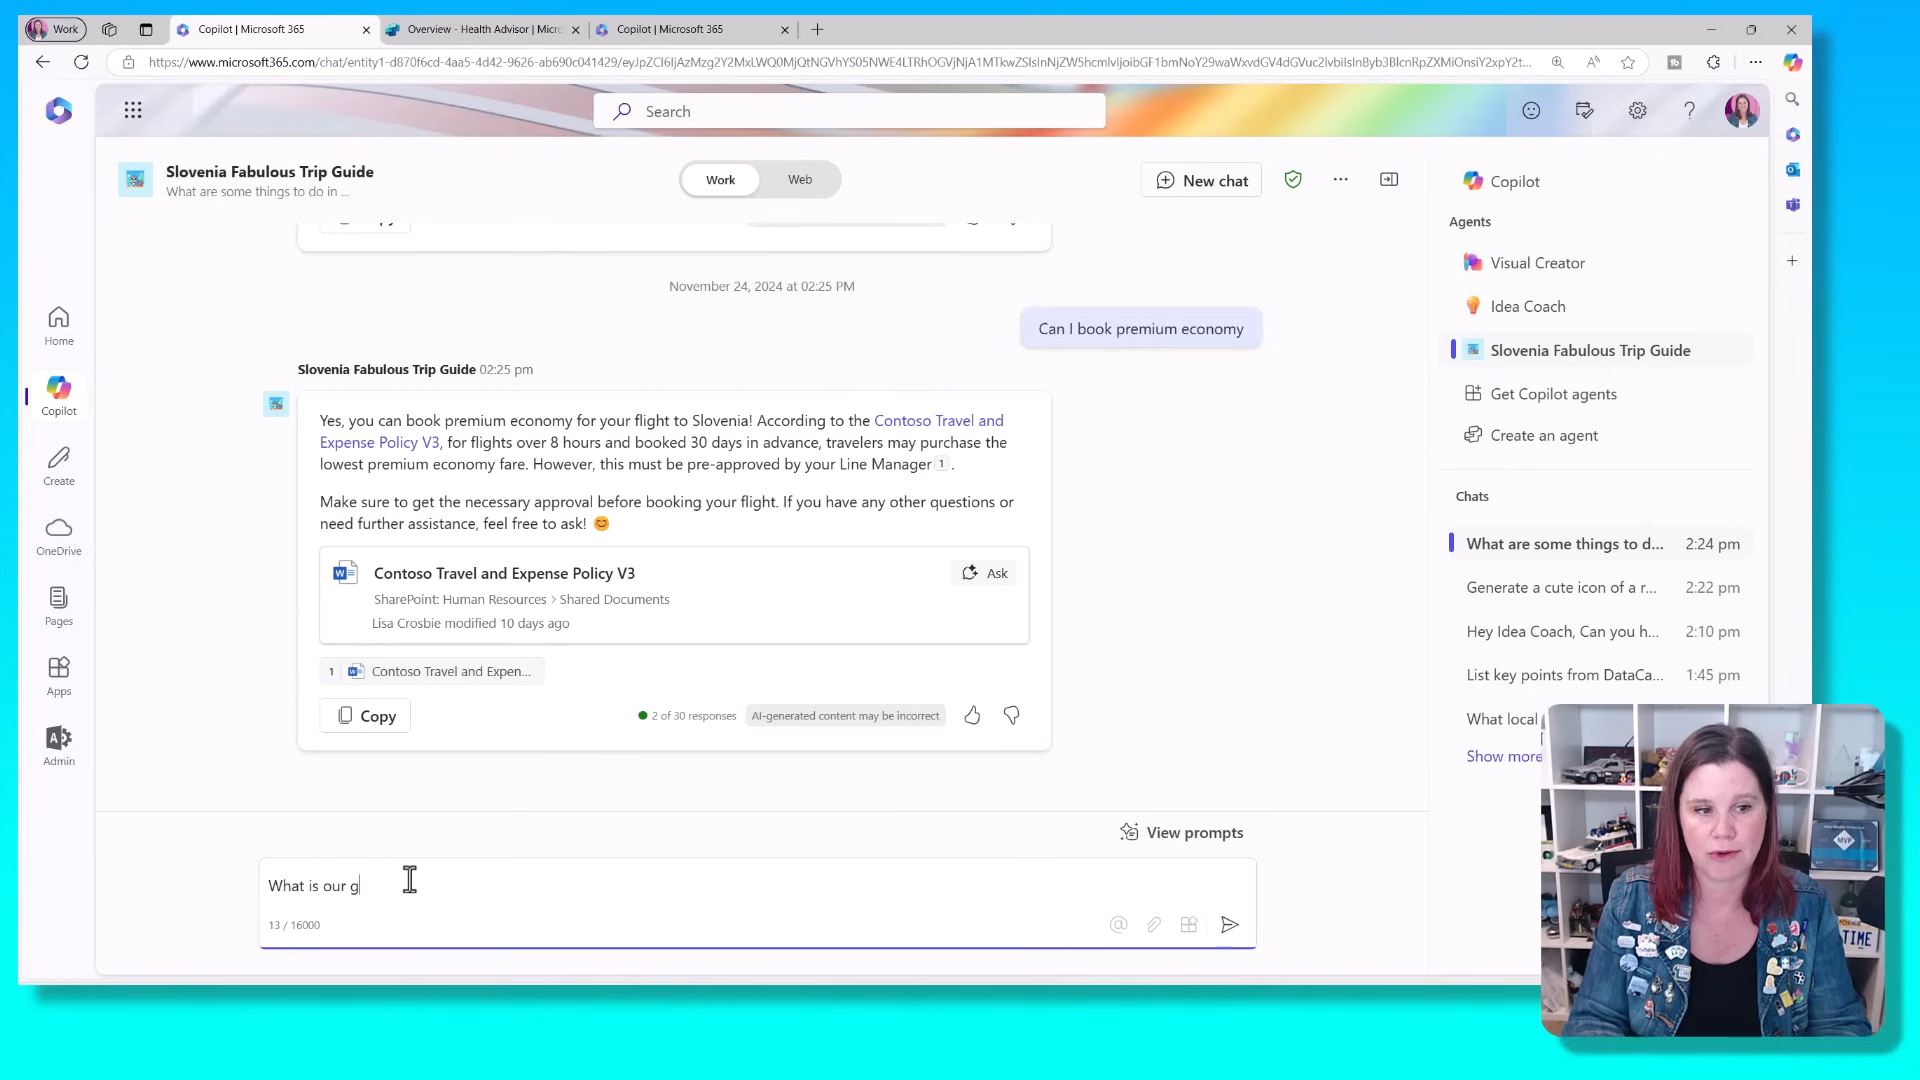 Work
Copilot | Microsoft 365
Overview - Health Advisor | Micro
Copilot | Microsoft 365
Search
Slovenia Fabulous Trip Guide
What are some things to do in ...
Work
Web
New chat
November 24, 2024 at 02:25 PM
Can I book premium economy
Slovenia Fabulous Trip Guide 02:25 pm
Yes, you can book premium economy for your flight to Slovenia! According to the Contoso Travel and
Expense Policy V3, for flights over 8 hours and booked 30 days in advance, travelers may purchase the
lowest premium economy fare. However, this must be pre-approved by your Line Manager 1 .
Make sure to get the necessary approval before booking your flight. If you have any other questions or
need further assistance, feel free to ask! 😊
Contoso Travel and Expense Policy V3
Ask
SharePoint: Human Resources > Shared Documents
Lisa Crosbie modified 10 days ago
1 Contoso Travel and Expen...
Copy
2 of 30 responses
AI-generated content may be incorrect
View prompts
What is our g
13 / 16000
Home
Copilot
Create
OneDrive
Pages
Apps
Admin
Copilot
Agents
Visual Creator
Idea Coach
Slovenia Fabulous Trip Guide
Get Copilot agents
Create an agent
Chats
What are some things to d... 2:24 pm
Generate a cute icon of a r... 2:22 pm
Hey Idea Coach, Can you h... 2:10 pm
List key points from DataCa... 1:45 pm
What local
Show more
MVP
TIME